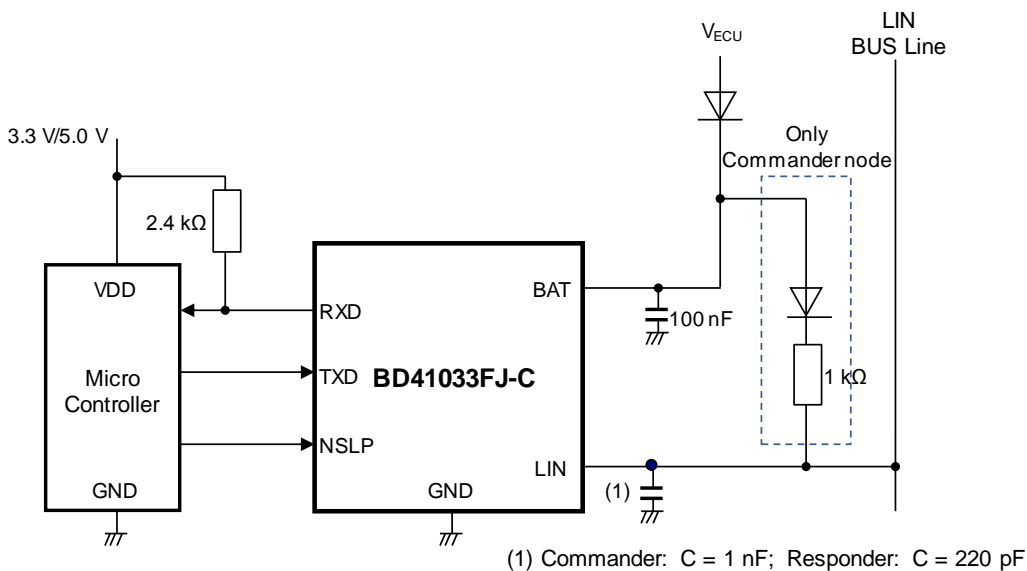 LIN
BUS Line
V_ECU
3.3 V/5.0 V
Only
Commander node
2.4 kΩ
VDD
BAT
RXD
100 nF
TXD
BD41033FJ-C
1 kΩ
Micro
Controller
NSLP
LIN
GND
GND
(1)
(1) Commander: C = 1 nF; Responder: C = 220 pF